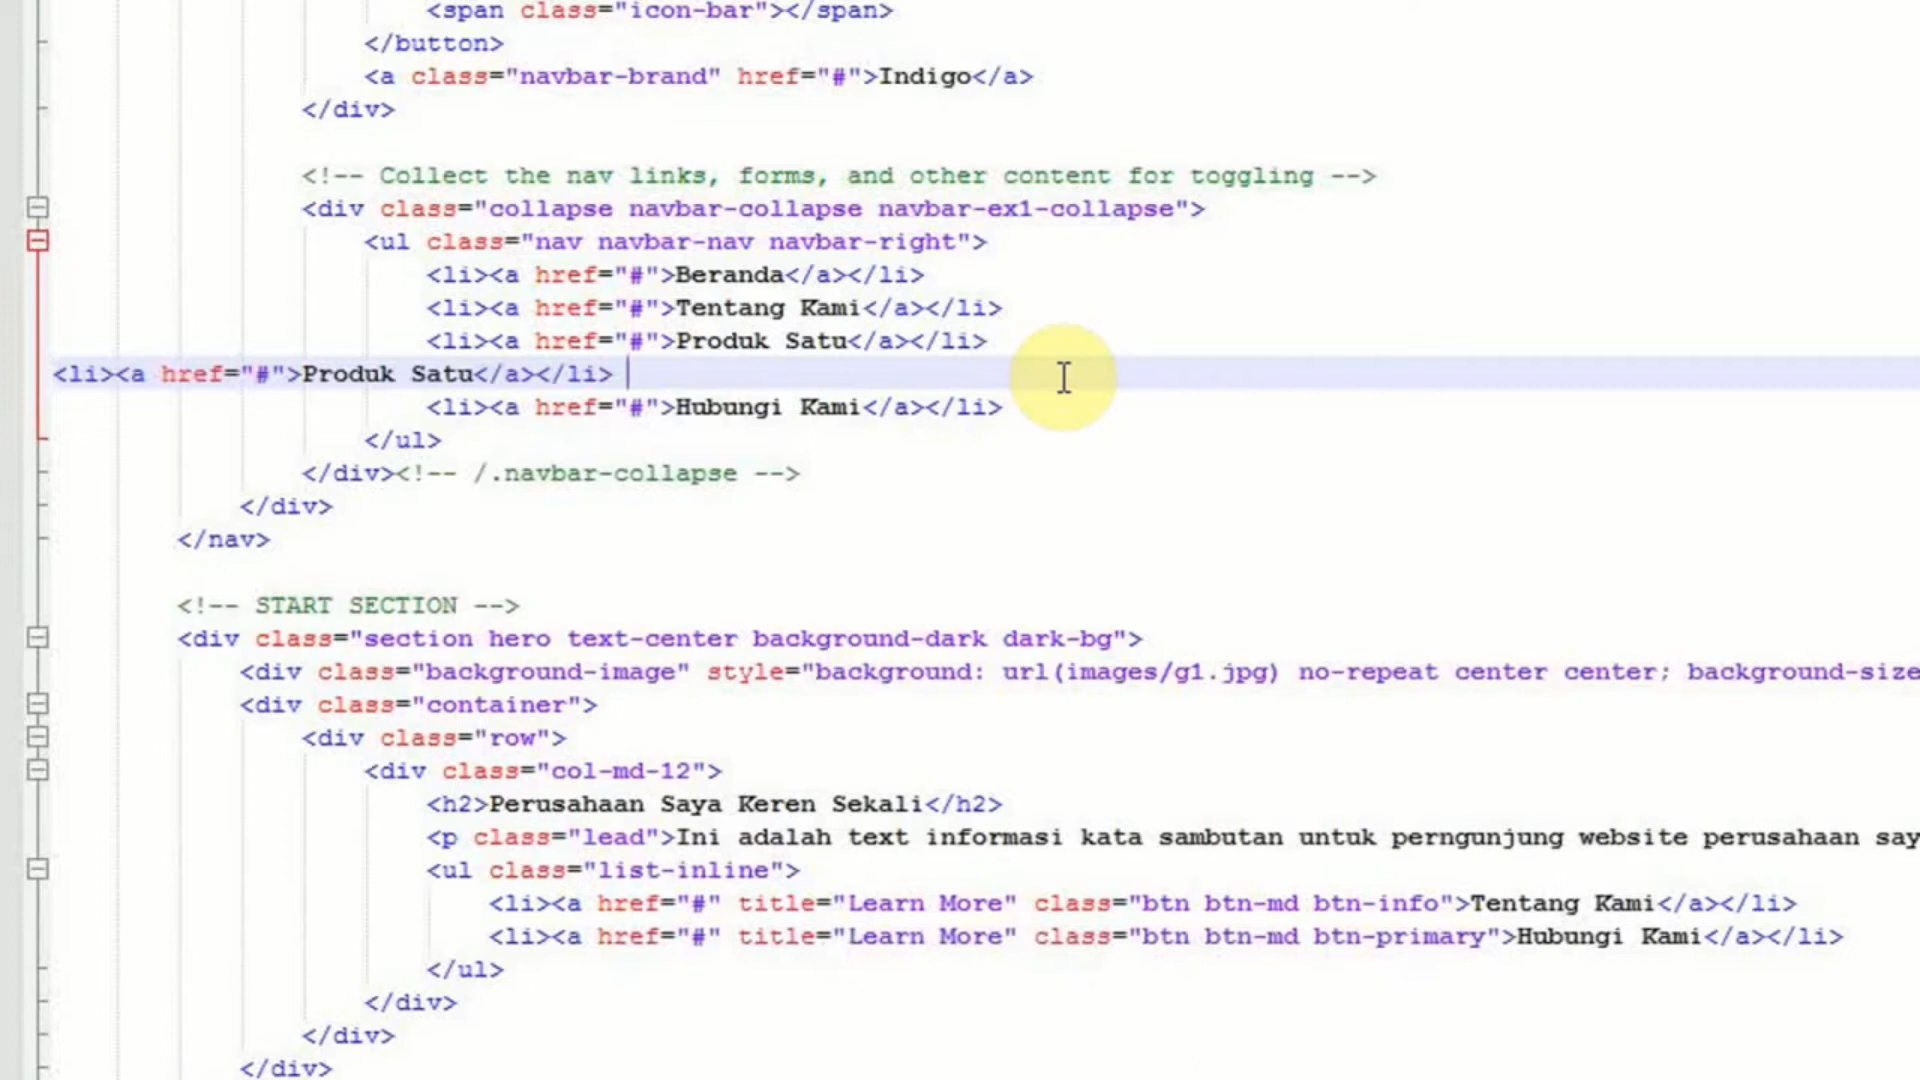 <span class="icon-bar"></span>
</button>
<a class="navbar-brand" href="#">Indigo</a>
</div>
<!-- Collect the nav links, forms, and other content for toggling -->
<div class="collapse navbar-collapse navbar-ex1-collapse">
<ul class="nav navbar-nav navbar-right">
<li><a href="#">Beranda</a></li>
<li><a href="#">Tentang Kami</a></li>
<li><a href="#">Produk Satu</a></li>
<li><a href="#">Produk Satu</a></li>
<li><a href="#">Hubungi Kami</a></li>
</ul>
</div><!-- /.navbar-collapse -->
</div>
</nav>
<!-- START SECTION -->
<div class="section hero text-center background-dark dark-bg">
<div class="background-image" style="background: url(images/g1.jpg) no-repeat center center; background-size
<div class="container">
<div class="row">
<div class="col-md-12">
<h2>Perusahaan Saya Keren Sekali</h2>
<p class="lead">Ini adalah text informasi kata sambutan untuk perngunjung website perusahaan say
<ul class="list-inline">
<li><a href="#" title="Learn More" class="btn btn-md btn-info">Tentang Kami</a></li>
<li><a href="#" title="Learn More" class="btn btn-md btn-primary">Hubungi Kami</a></li>
</ul>
</div>
</div>
</div>